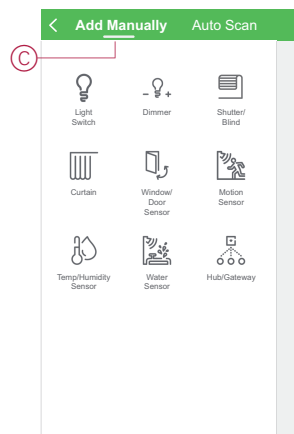 Add Manually Auto Scan
C
Light Dimmer Shutter/
Switch Blind
Curtain Window/ Motion
Door Sensor
Sensor
Temp/Humidity Water Hub/Gateway
Sensor Sensor